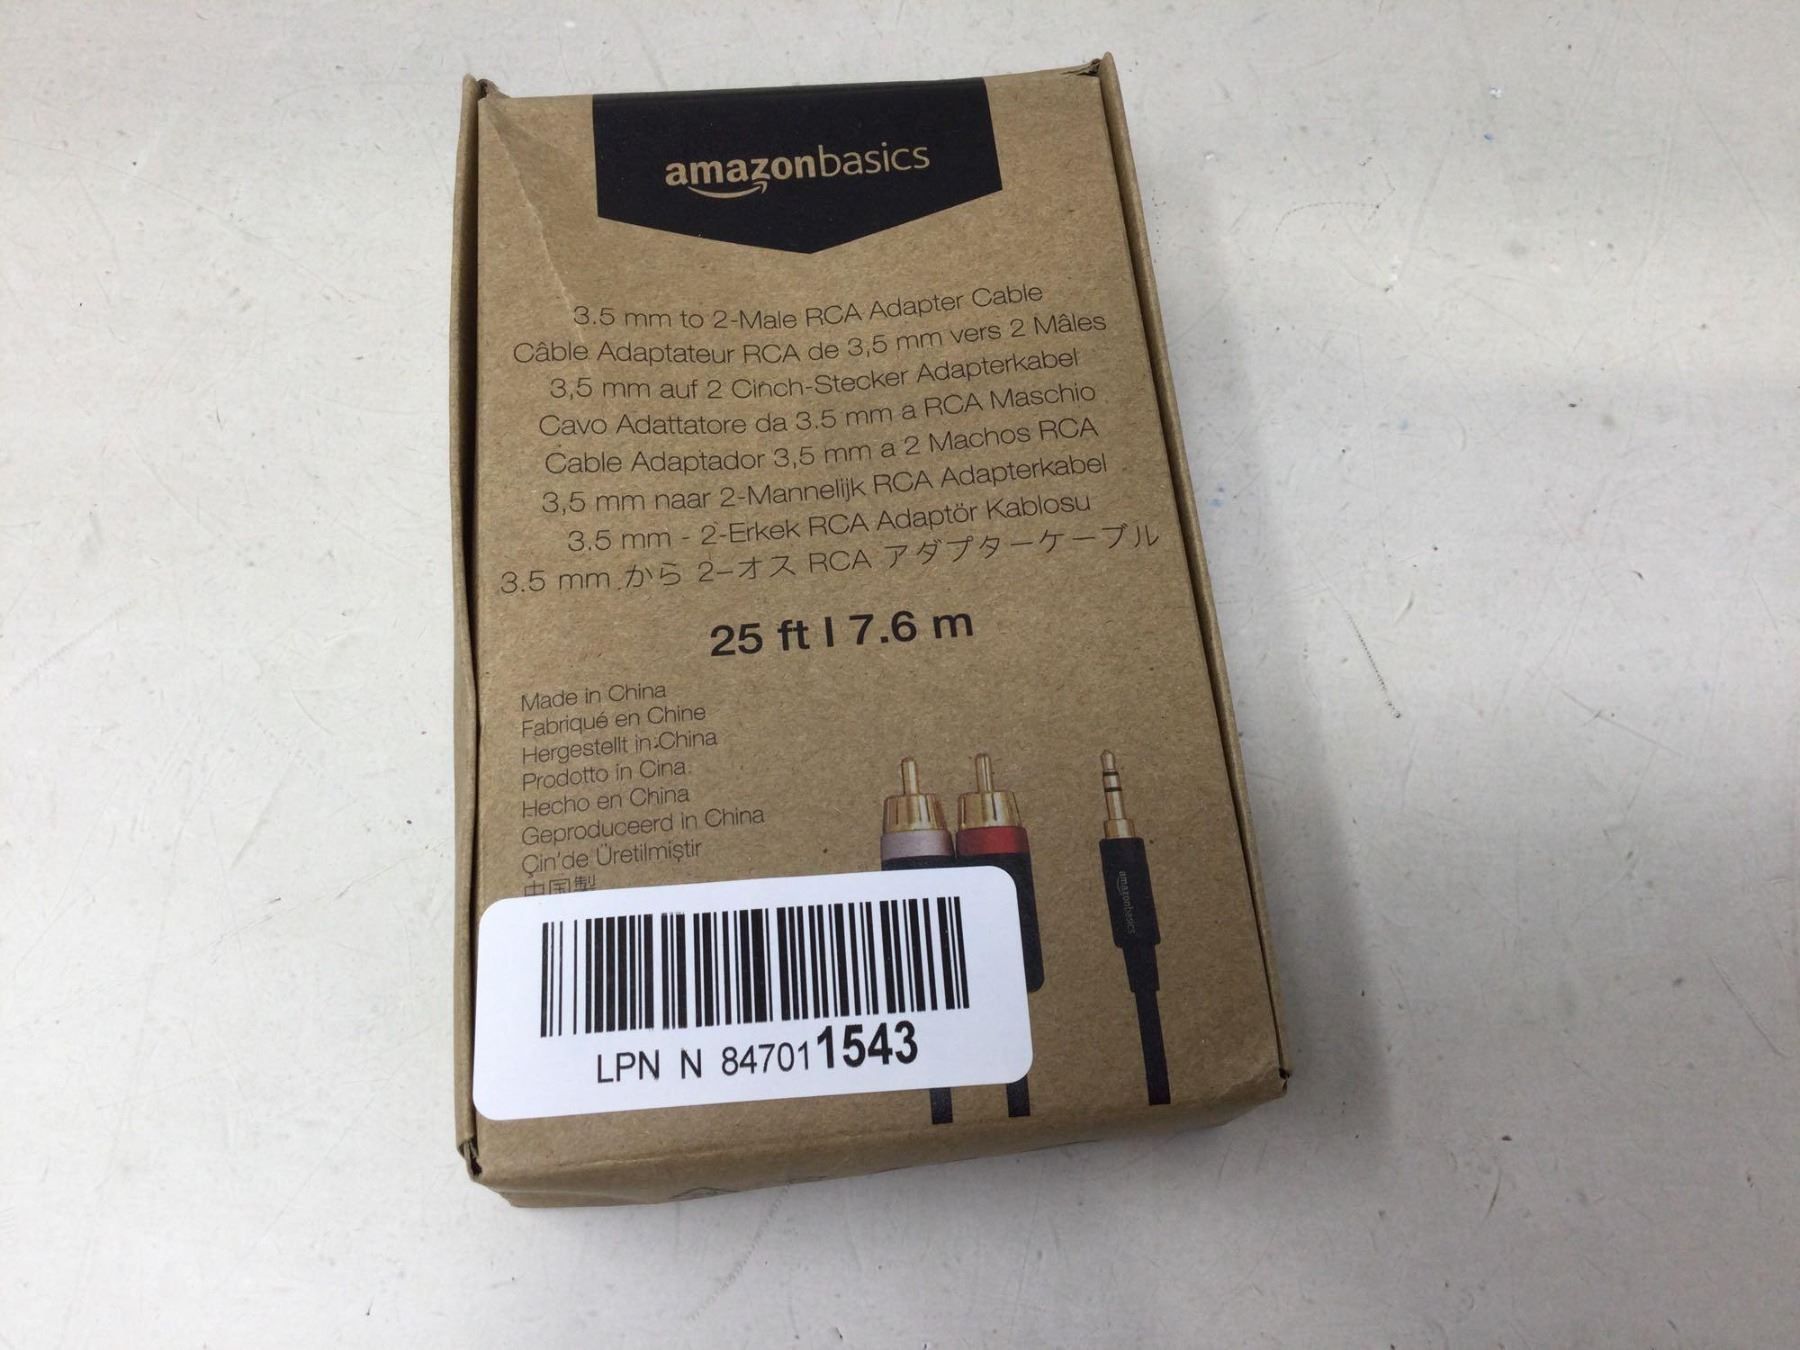 amazonbasics
3.5 mm to 2-Male RCA Adapter Cable
Câble Adaptateur RCA de 3,5 mm vers 2 Mâles
3,5 mm auf 2 Cinch-Stecker Adapterkabel
Cavo Adattatore da 3.5 mm a RCA Maschio
Cable Adaptador 3,5 mm a 2 Machos RCA
3,5 mm naar 2-Mannelijk RCA Adapterkabel
3.5 mm - 2-Erkek RCA Adaptör Kablosu
3.5 mm から 2-オス RCA アダプターケーブル
25 ft | 7.6 m
Made in China
Fabriqué en Chine
Hergestellt in China
Prodotto in Cina
Hecho en China
Geproduceerd in China
Çin'de Üretilmiştir
中国製
amazonbasics
LPN N 847011543